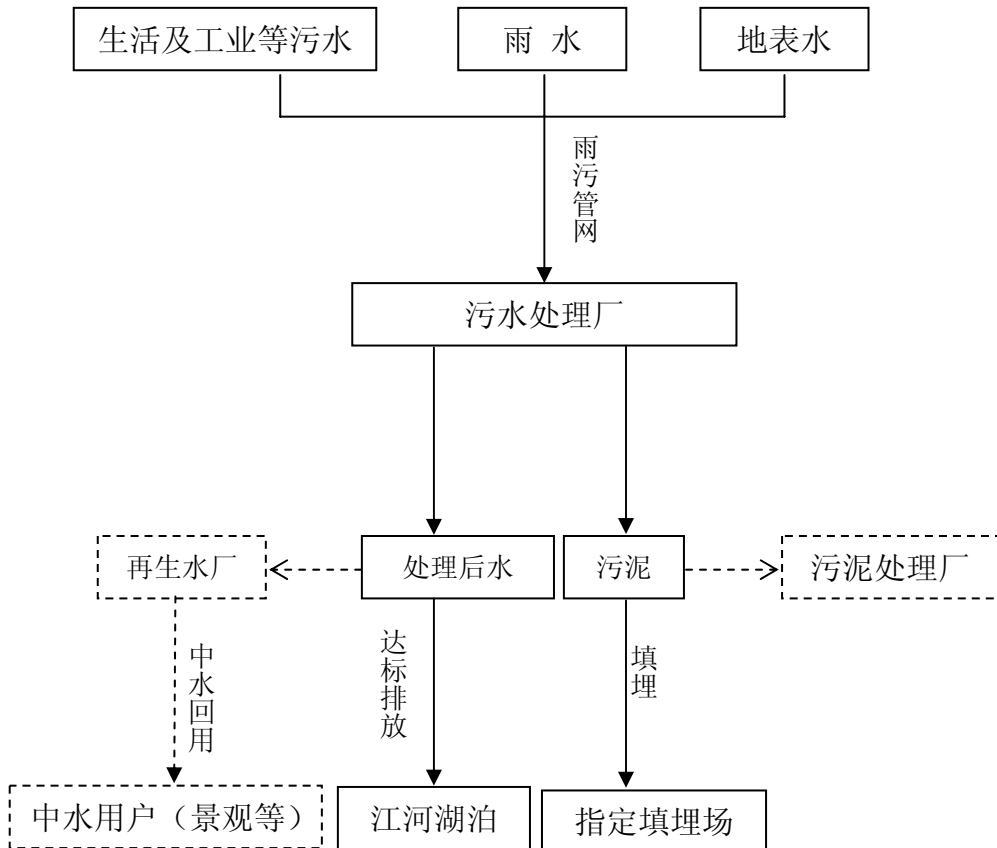 生活及工业等污水
雨 水
地表水
雨污管网
污水处理厂
再生水厂
处理后水
污泥
污泥处理厂
中水回用
达标排放
填埋
中水用户（景观等）
江河湖泊
指定填埋场